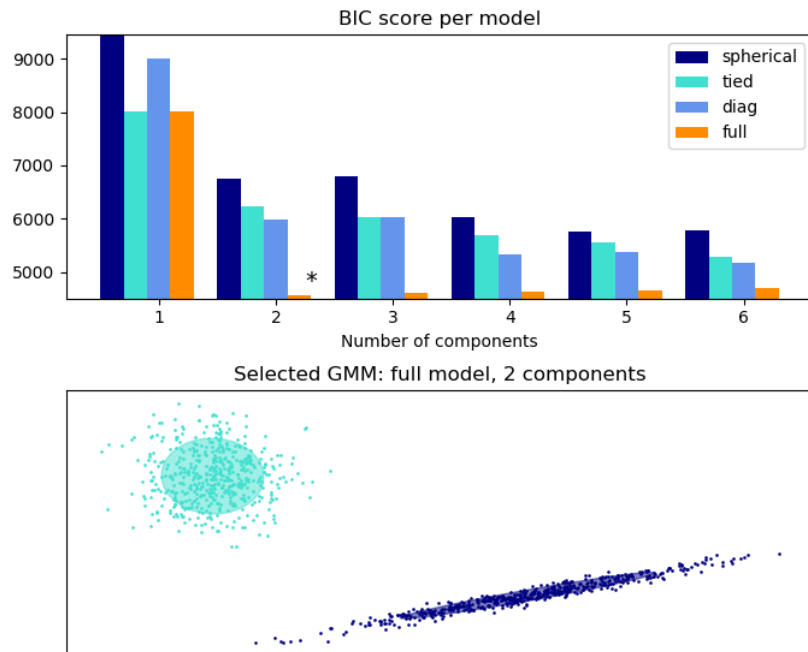 BIC score per model
9000
8000
7000
6000
5000
spherical
tied
diag
full
*
1 2 3 4 5 6
Number of components
Selected GMM: full model, 2 components